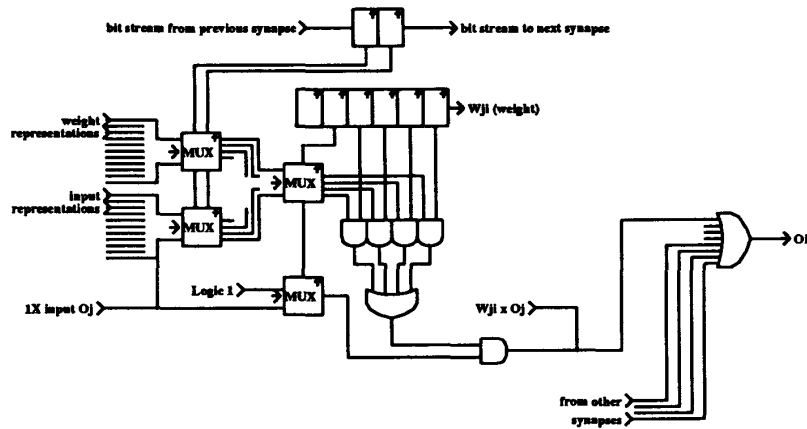 bit stream from previous synapse
bit stream to next synapse
Wji (weight)
weight
representations
MUX
MUX
input
representations
MUX
Oi
Logic 1
MUX
1X input Oj
Wji x Oj
from other
synapses